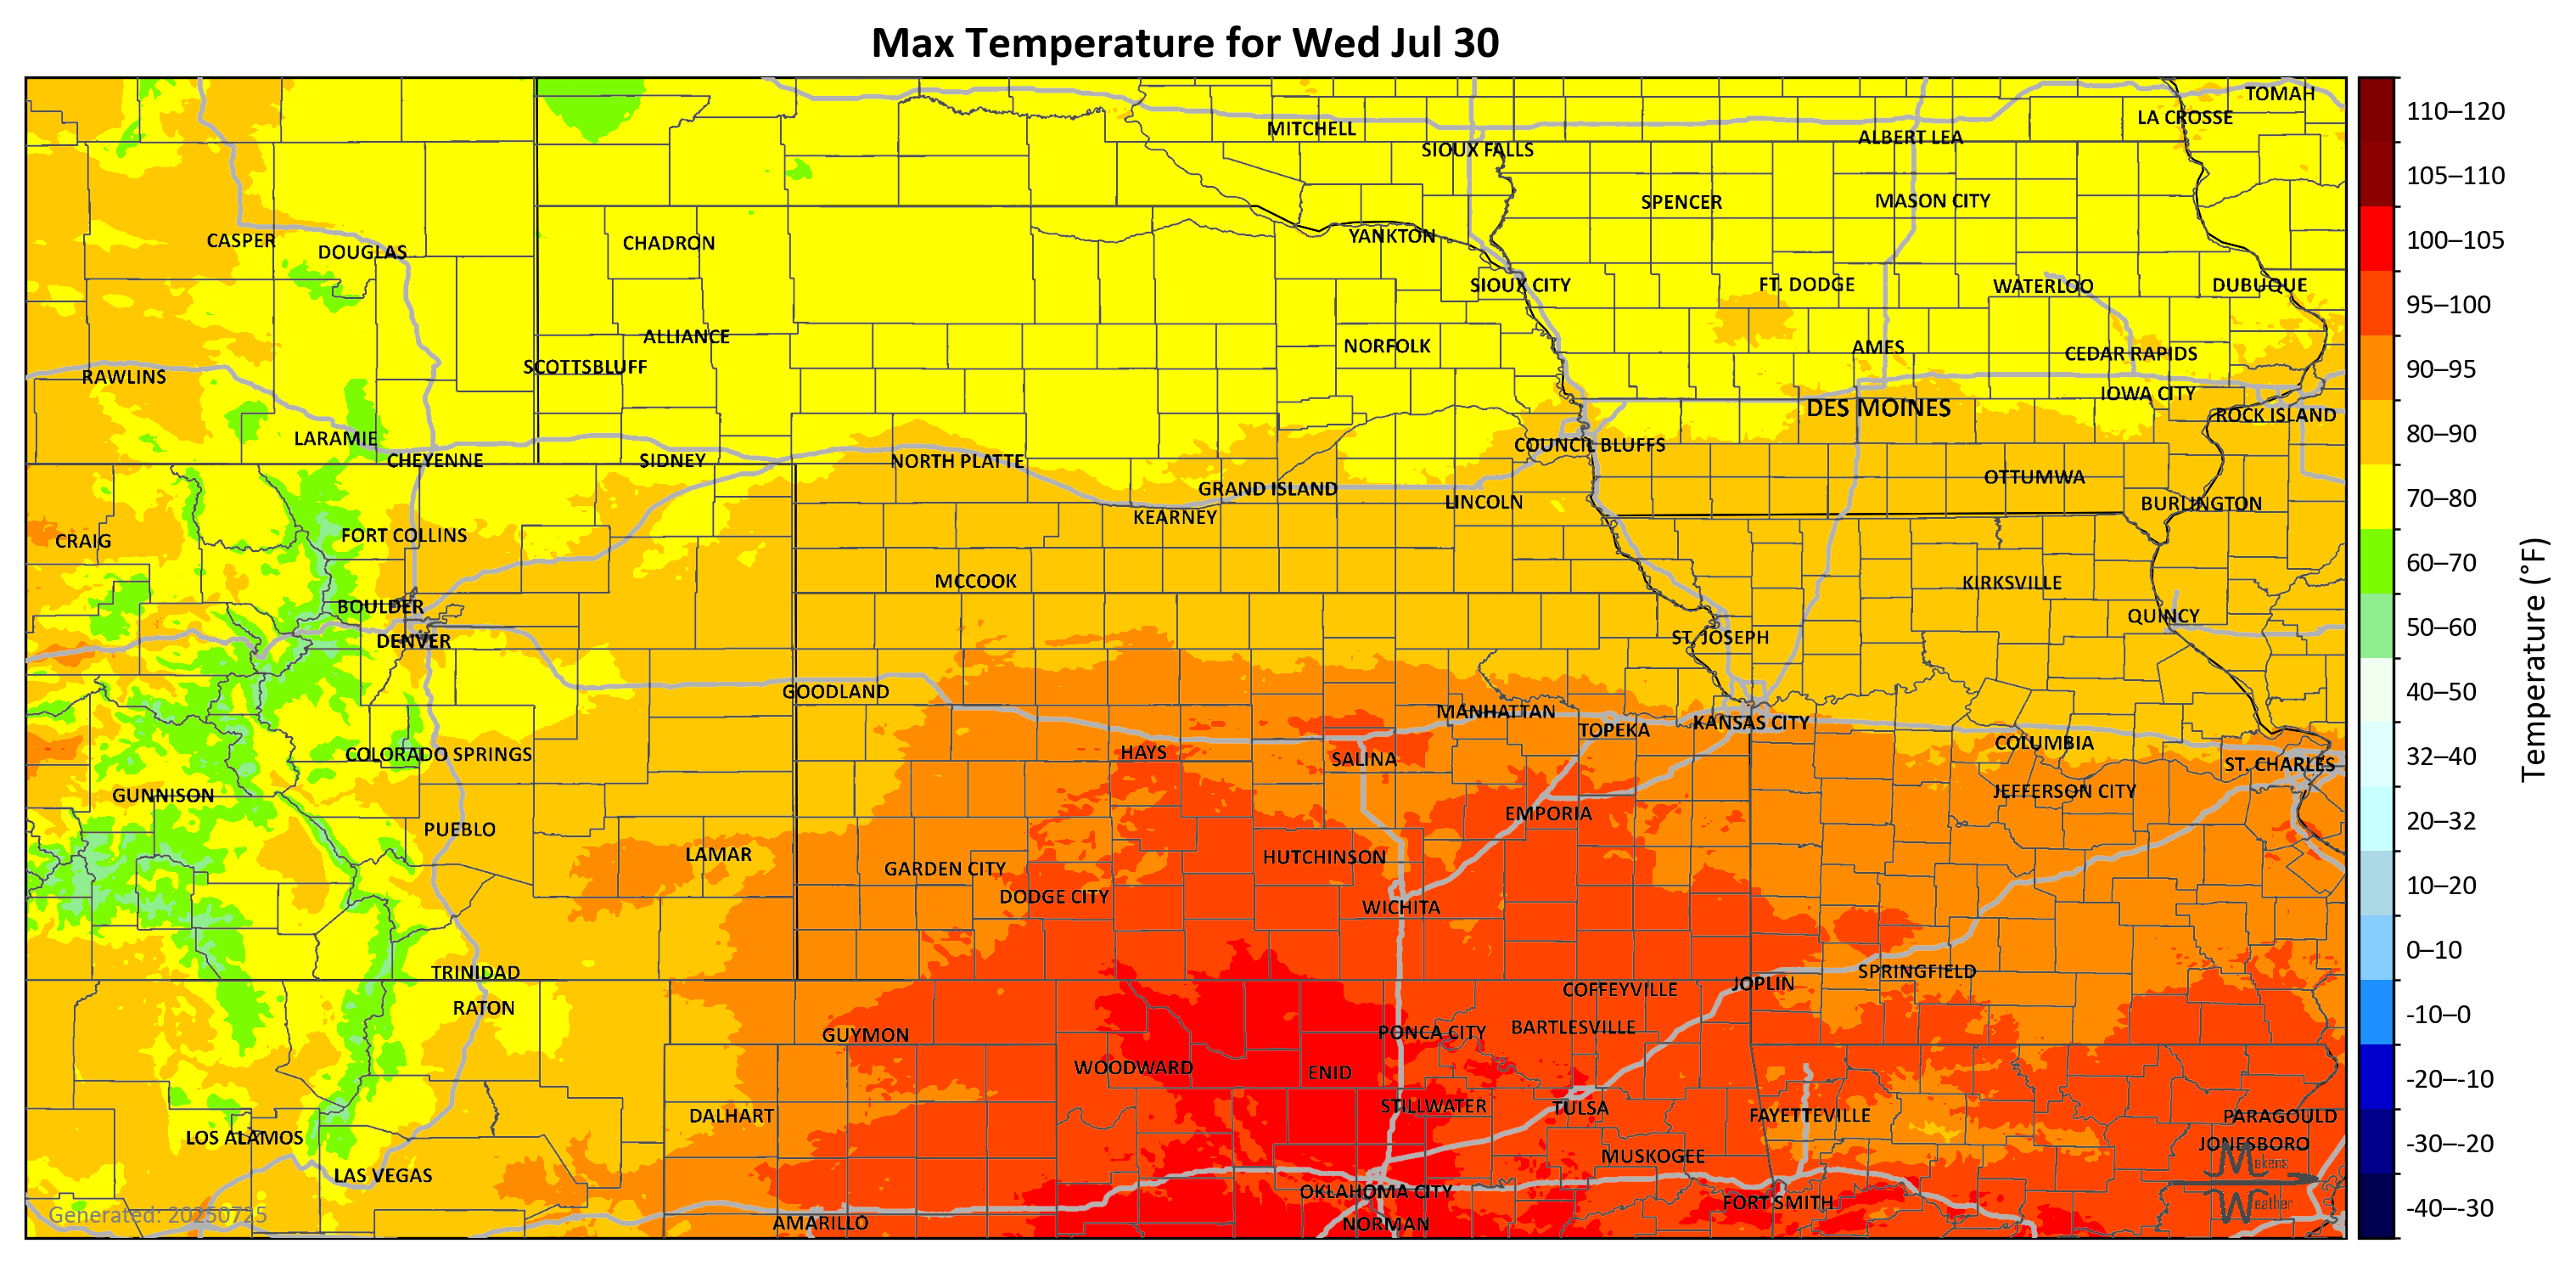 Max Temperature for Wed Jul 30
TOMAH
LA CROSSE
MITCHELL
ALBERT LEA
SIOUX FALLS
SPENCER
MASON CITY
CASPER
DOUGLAS
CHADRON
YANKTON
SIOUX CITY
FT. DODGE
WATERLOO
DUBUQUE
ALLIANCE
NORFOLK
AMES
CEDAR RAPIDS
SCOTTSBLUFF
RAWLINS
IOWA CITY
DES MOINES
ROCK ISLAND
LARAMIE
COUNCIL BLUFFS
CHEYENNE
SIDNEY
NORTH PLATTE
OTTUMWA
GRAND ISLAND
LINCOLN
BURLINGTON
KEARNEY
FORT COLLINS
CRAIG
MCCOOK
KIRKSVILLE
BOULDER
QUINCY
DENVER
ST. JOSEPH
GOODLAND
MANHATTAN
TOPEKA
KANSAS CITY
COLUMBIA
COLORADO SPRINGS
HAYS
SALINA
ST. CHARLES
GUNNISON
JEFFERSON CITY
EMPORIA
PUEBLO
LAMAR
HUTCHINSON
GARDEN CITY
DODGE CITY
WICHITA
TRINIDAD
SPRINGFIELD
JOPLIN
COFFEYVILLE
RATON
GUYMON
PONCA CITY
BARTLESVILLE
WOODWARD
ENID
STILLWATER
TULSA
DALHART
FAYETTEVILLE
PARAGOULD
LOS ALAMOS
JONESBORO
MUSKOGEE
LAS VEGAS
OKLAHOMA CITY
FORT SMITH
AMARILLO
NORMAN
Makens
Weather
Generated: 20250725
110–120
105–110
100–105
95–100
90–95
80–90
70–80
60–70
50–60
40–50
32–40
20–32
10–20
0–10
-10–0
-20–-10
-30–-20
-40–-30
Temperature (°F)